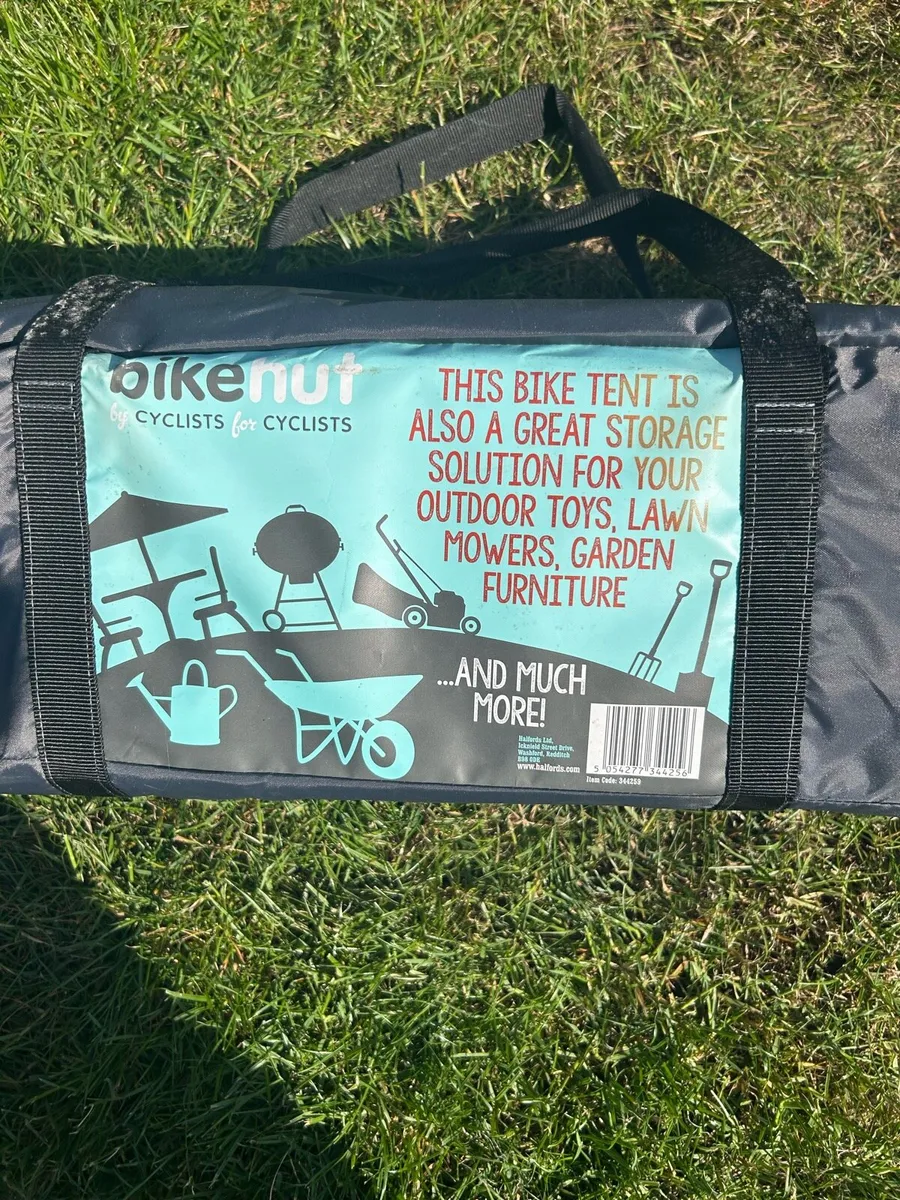 bikenut
by CYCLISTS for CYCLISTS
THIS BIKE TENT IS
ALSO A GREAT STORAGE
SOLUTION FOR YOUR
OUTDOOR TOYS, LAWN
MOWERS, GARDEN
FURNITURE
...AND MUCH
MORE!
Halfords Ltd,
Icknield Street Drive,
Washford, Redditch
B98 0DE
www.halfords.com
5 054277 344256
Item Code: 344259